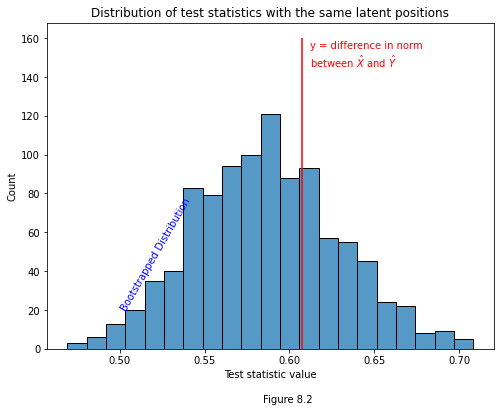 Distribution of test statistics with the same latent positions
160
140
120
100
80
60
40
20
0
Count
y = difference in norm
between X̂ and Ŷ
Bootstrapped Distribution
0.50 0.55 0.60 0.65 0.70
Test statistic value
Figure 8.2